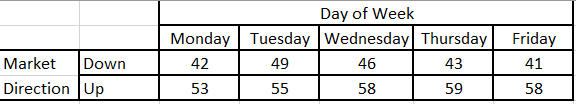 Day of Week
Monday Tuesday Wednesday Thursday Friday
Market Down 42 49 46 43 41
Direction Up 53 55 58 59 58